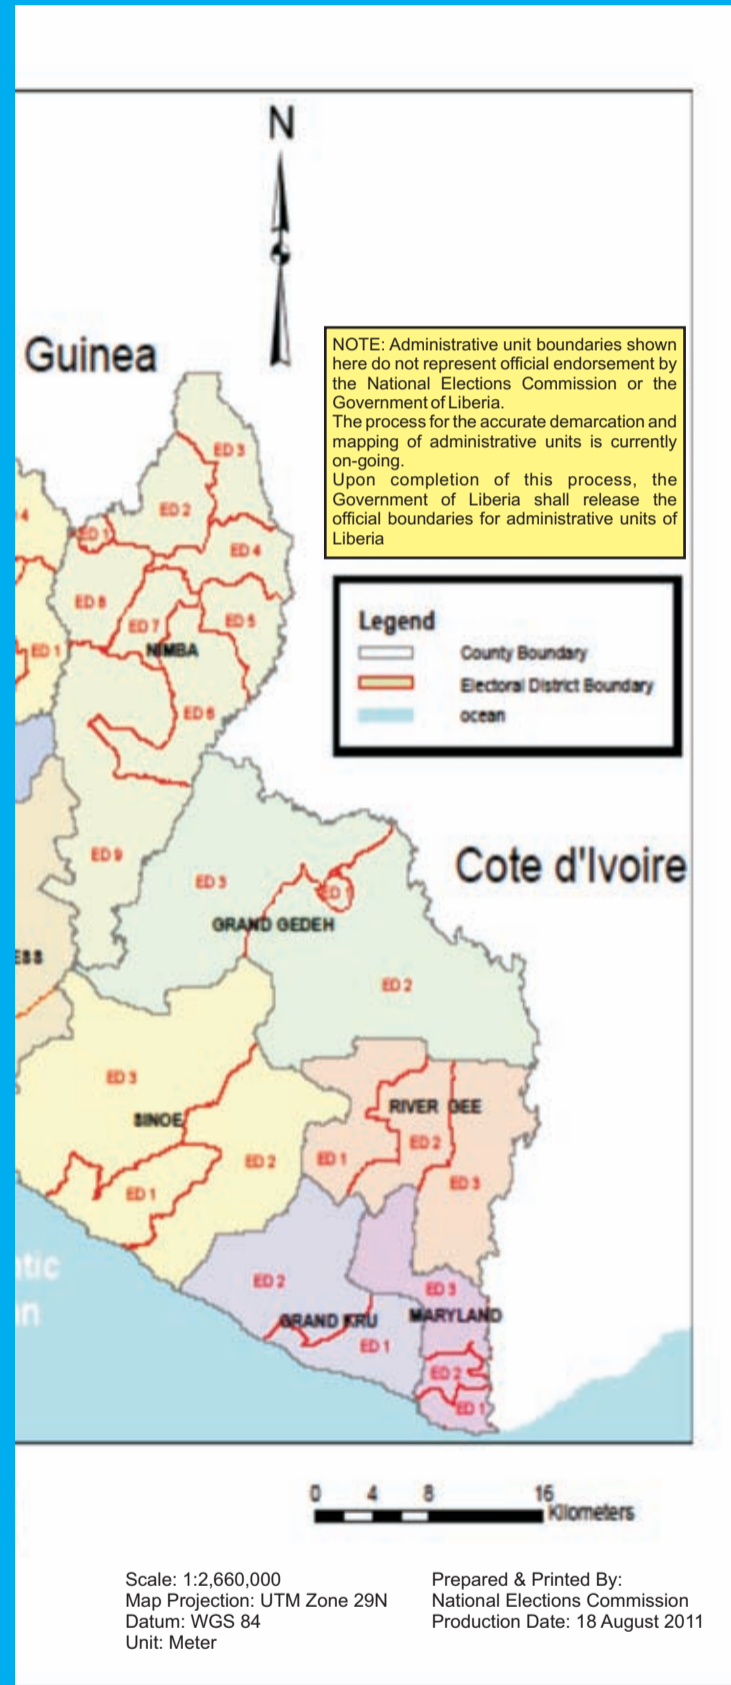 N
Guinea
NOTE: Administrative unit boundaries shown
here do not represent official endorsement by
the National Elections Commission or the
Government of Liberia.
The process for the accurate demarcation and
mapping of administrative units is currently
on-going.
Upon completion of this process, the
Government of Liberia shall release the
official boundaries for administrative units of
Liberia
ED 3
ED 2
4
ED 1
ED 4
ED 8
ED 7
ED 5
NIMBA
ED 1
ED 6
ED 9
Legend
County Boundary
Electoral District Boundary
ocean
Cote d'Ivoire
ED 3
ED 1
GRAND GEDEH
ESS
ED 2
ED 3
SINOE
ED 2
ED 1
RIVER GEE
ED 1
ED 2
ED 3
ntic
an
ED 2
GRAND KRU
ED 1
ED 3
MARYLAND
ED 2
ED 1
0 4 8 16
Kilometers
Scale: 1:2,660,000
Map Projection: UTM Zone 29N
Datum: WGS 84
Unit: Meter
Prepared & Printed By:
National Elections Commission
Production Date: 18 August 2011